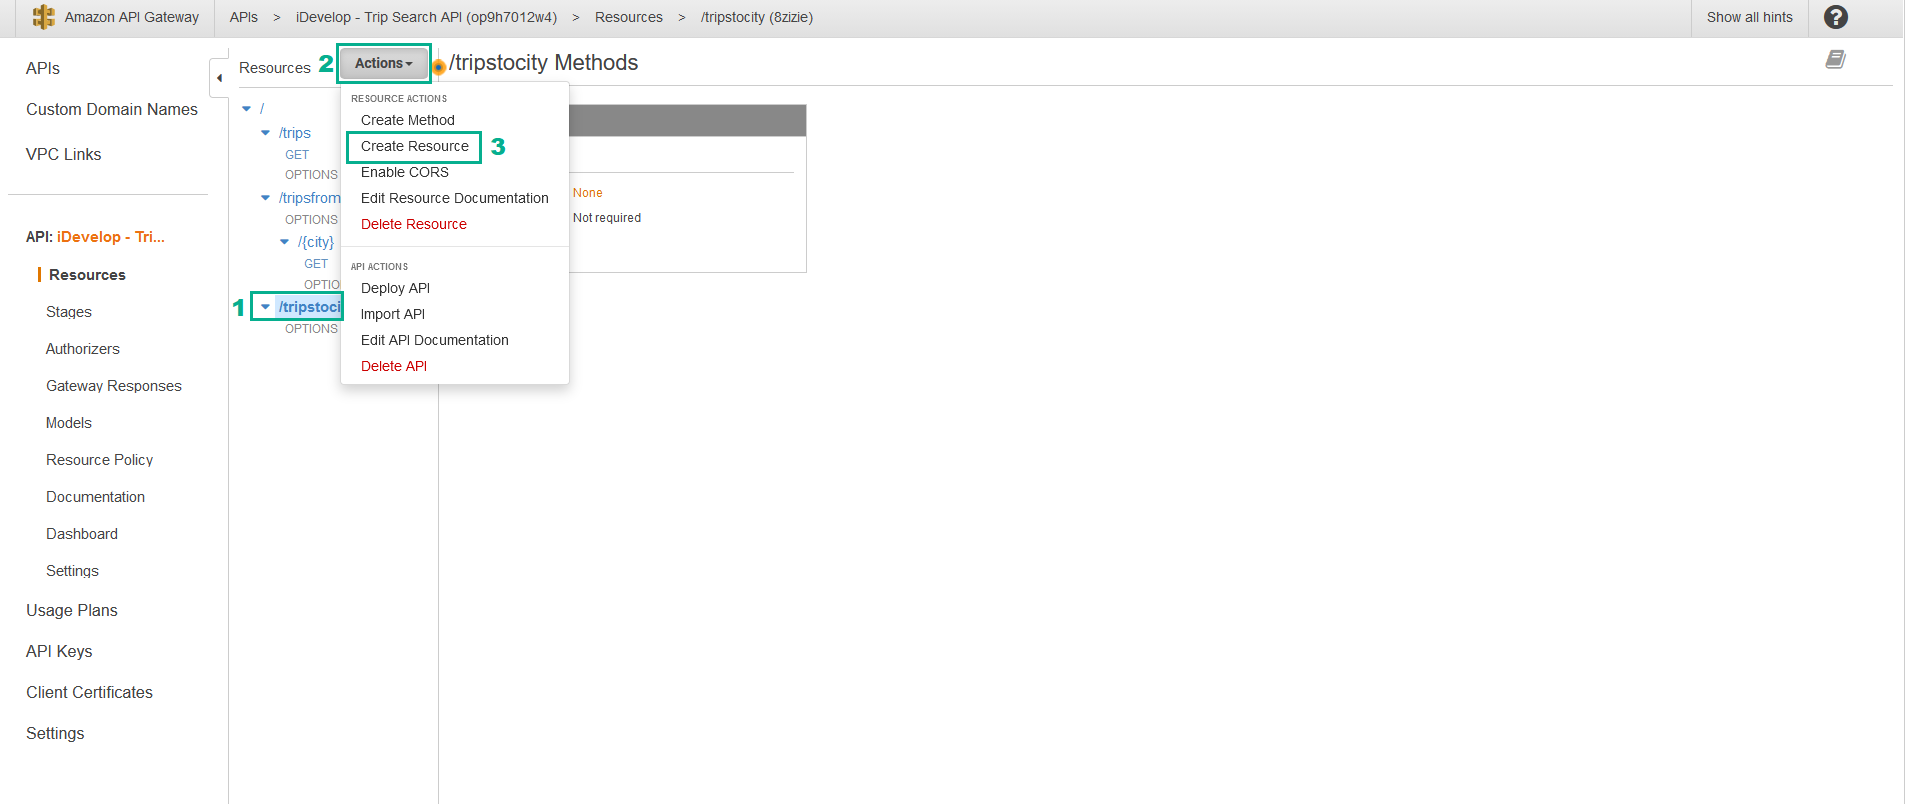 Amazon API Gateway
APIs > iDevelop - Trip Search API (op9h7012w4) > Resources > /tripstocity (8zizie)
Show all hints
?
APIs
Custom Domain Names
VPC Links
API: iDevelop - Tri...
Resources
Stages
Authorizers
Gateway Responses
Models
Resource Policy
Documentation
Dashboard
Settings
Usage Plans
API Keys
Client Certificates
Settings
Resources 2 Actions
/
/trips
GET
OPTIONS
/tripsfrom
OPTIONS
/{city}
GET
OPTIO
1 /tripstoci
OPTIONS
RESOURCE ACTIONS
Create Method
Create Resource 3
Enable CORS
Edit Resource Documentation
Delete Resource
API ACTIONS
Deploy API
Import API
Edit API Documentation
Delete API
/tripstocity Methods
None
Not required